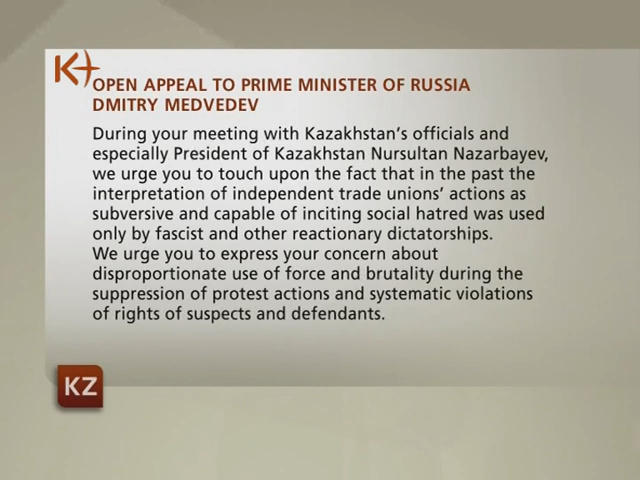 K+
OPEN APPEAL TO PRIME MINISTER OF RUSSIA
DMITRY MEDVEDEV
During your meeting with Kazakhstan's officials and
especially President of Kazakhstan Nursultan Nazarbayev,
we urge you to touch upon the fact that in the past the
interpretation of independent trade unions' actions as
subversive and capable of inciting social hatred was used
only by fascist and other reactionary dictatorships.
We urge you to express your concern about
disproportionate use of force and brutality during the
suppression of protest actions and systematic violations
of rights of suspects and defendants.
KZ